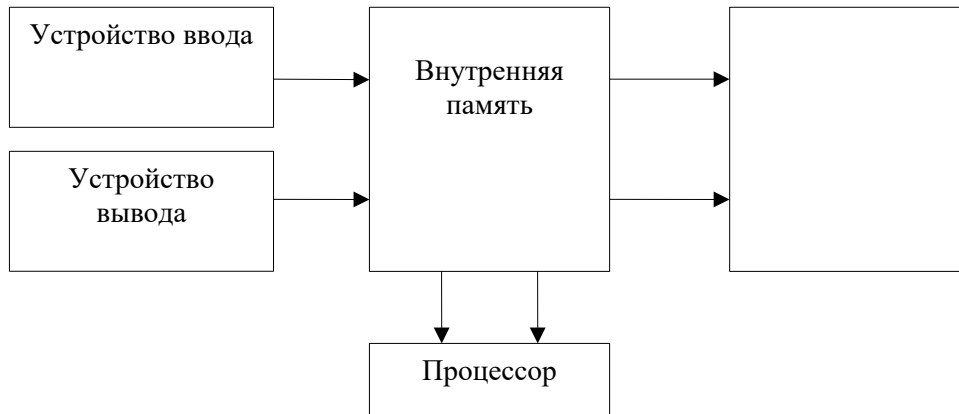 Устройство ввода
Внутренняя
память
Устройство
вывода
Процессор